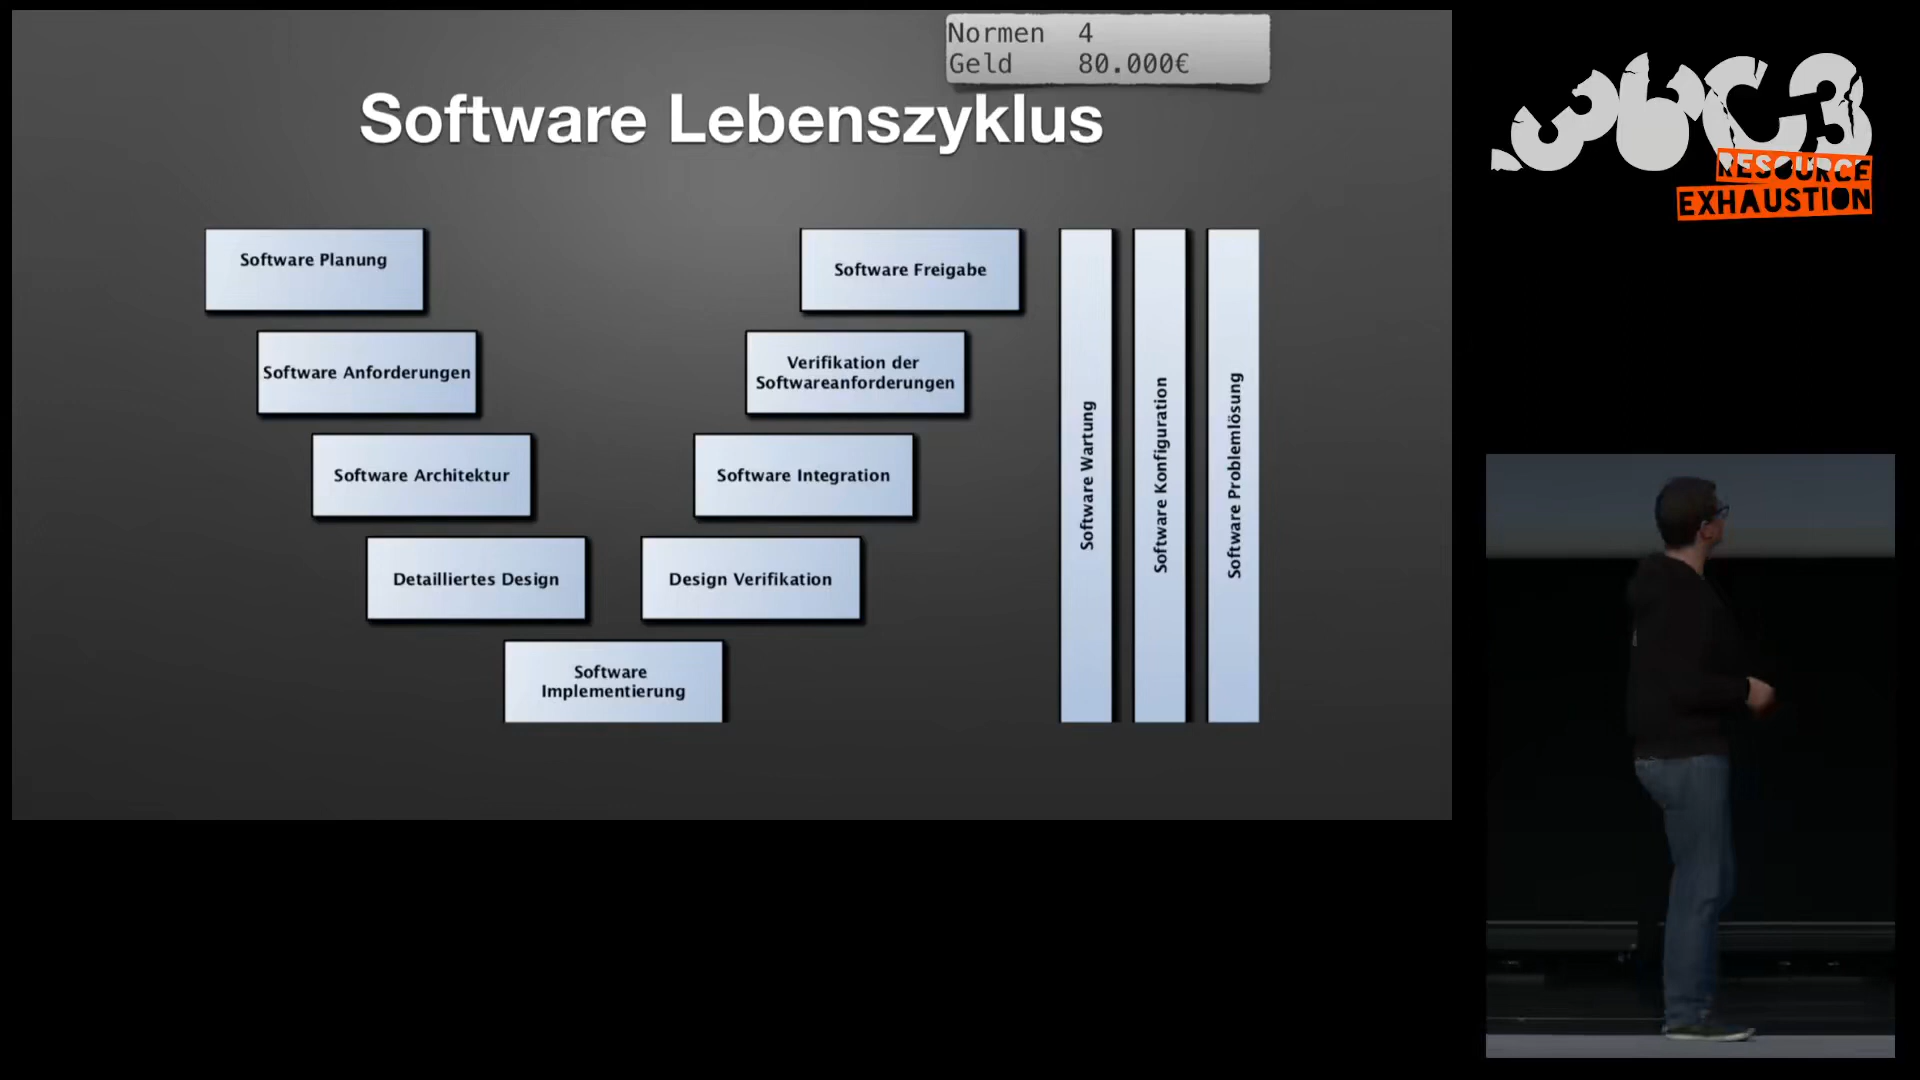 Normen 4
Geld 80.000€
Software Lebenszyklus
Software Planung
Software Freigabe
Software Anforderungen
Verifikation der
Softwareanforderungen
Software Architektur
Software Integration
Detailliertes Design
Design Verifikation
Software
Implementierung
Software Wartung
Software Konfiguration
Software Problemlösung
36C3
RESOURCE
EXHAUSTION